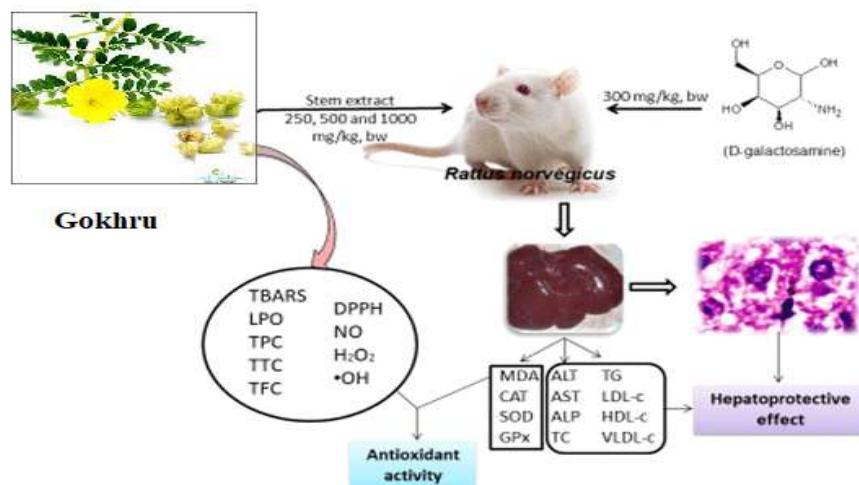 Gokhru
Stem extract
250, 500 and 1000
mg/kg, bw
Rattus norvegicus
300 mg/kg, bw
OH
OH
O
HO
NH₂
OH
(D-galactosamine)
TBARS
LPO
TPC
TTC
TFC
DPPH
NO
H₂O₂
•OH
MDA
CAT
SOD
GPx
ALT
AST
ALP
TC
TG
LDL-c
HDL-c
VLDL-c
Antioxidant
activity
Hepatoprotective
effect